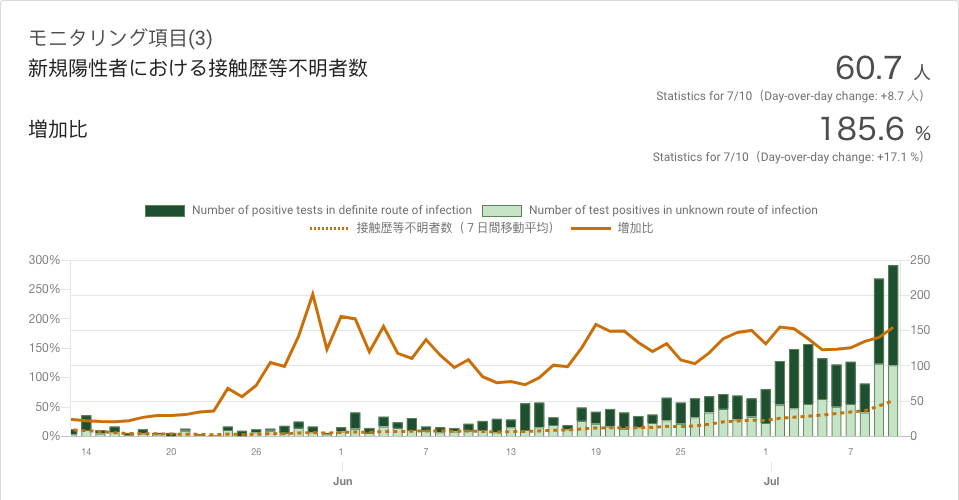 モニタリング項目(3)
新規陽性者における接触歴等不明者数
60.7 人
Statistics for 7/10（Day-over-day change: +8.7 人）
増加比
185.6 %
Statistics for 7/10（Day-over-day change: +17.1 %）
Number of positive tests in definite route of infection Number of test positives in unknown route of infection
接触歴等不明者数（７日間移動平均） 増加比
300% 250
250% 200
200% 150
150% 100
100% 50
50% 0
0%
14 20 26 1 7 13 19 25 1 7
Jun Jul